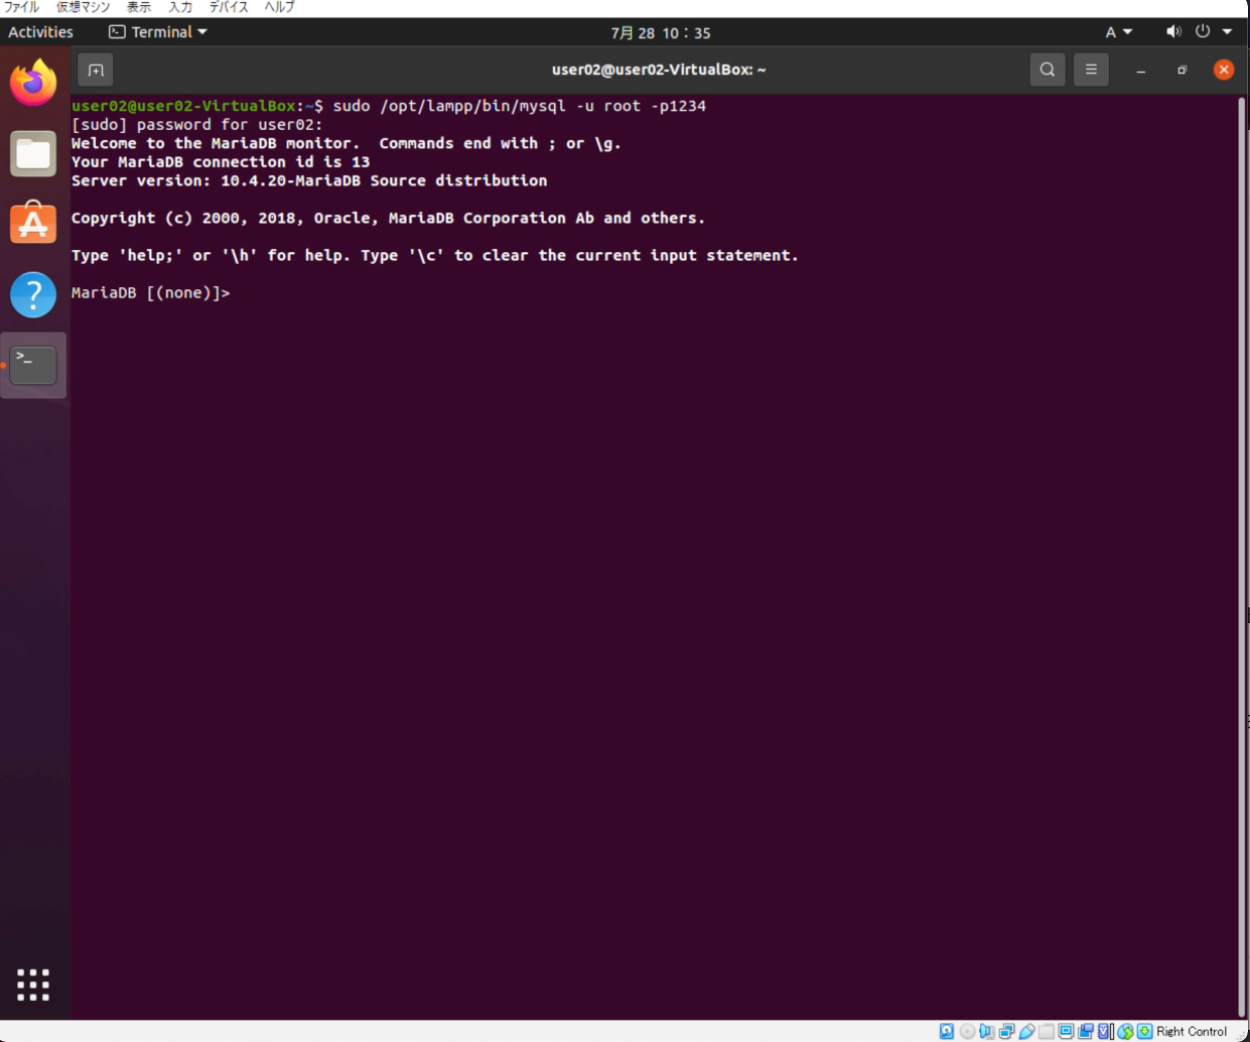 ファイル 仮想マシン 表示 入力 デバイス ヘルプ
Activities Terminal 7月 28 10：35 A
user02@user02-VirtualBox: ~
user02@user02-VirtualBox:~$ sudo /opt/lampp/bin/mysql -u root -p1234
[sudo] password for user02:
Welcome to the MariaDB monitor.  Commands end with ; or \g.
Your MariaDB connection id is 13
Server version: 10.4.20-MariaDB Source distribution
Copyright (c) 2000, 2018, Oracle, MariaDB Corporation Ab and others.
Type 'help;' or '\h' for help. Type '\c' to clear the current input statement.
MariaDB [(none)]>
Right Control